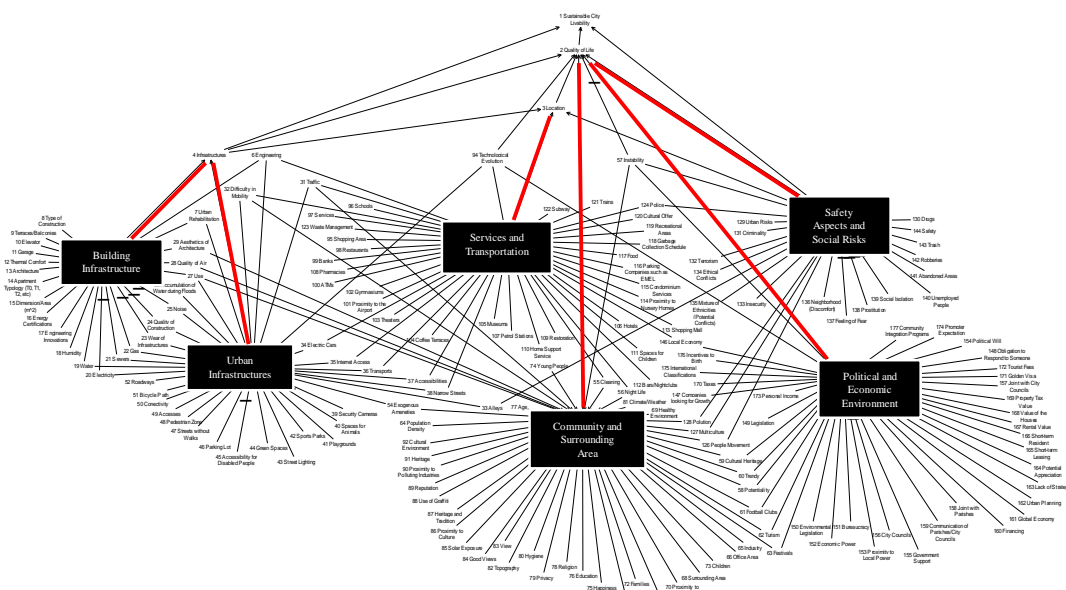 1 Sustainable City
Livability
2 Quality of Life
3 Location
4 Infrastructures
6 Engineering
94 Technological
Evolution
57 Instability
31 Traffic
32 Difficulty in
Mobility
7 Urban
Rehabilitation
8 Type of
Construction
9 Terraces/Balconies
10 Elevator
11 Garage
12 Thermal Comfort
13 Architecture
14 Apartment
Typology (T0, T1,
T2, etc)
15 Dimension/Area
(m^2)
16 Energy
Certifications
17 Engineering
Innovations
18 Humidity
19 Water
20 Electricity
21 Sewers
22 Gas
23 Wear of
Infrastructures
24 Quality of
Construction
25 Noise
ccumulation of
Water during Floods
27 Use
28 Quality of Air
29 Aesthetics of
Architecture
Building
Infrastructure
Urban
Infrastructures
34 Electric Cars
35 Internet Access
36 Transports
37 Accessibilities
38 Narrow Streets
33 Alleys
54 Exogenous
Amenities
39 Security Cameras
40 Spaces for
Animals
41 Playgrounds
42 Sports Parks
43 Street Lighting
44 Green Spaces
45 Accessibility for
Disabled People
46 Parking Lot
47 Streets without
Walks
48 Pedestrian Zone
49 Accesses
50 Conectivity
51 Bicycle Path
52 Roadways
Services and
Transportation
96 Schools
97 Services
123 Waste Management
95 Shopping Area
98 Restaurants
99 Banks
108 Pharmacies
100 ATMs
102 Gymnasiums
101 Proximity to the
Airport
103 Theaters
104 Coffee Terraces
105 Museums
107 Petrol Stations
109 Restoration
110 Home Support
Service
74 Young People
106 Hotels
122 Subway
121 Trains
124 Police
120 Cultural Offer
119 Recreational
Areas
118 Garbage
Collection Schedule
117 Food
116 Parking
Companies such as
EMEL
115 Condominium
Services
114 Proximity to
Nursery Homes
113 Shopping Mall
111 Spaces for
Children
112 Bars/Nightclubs
Safety
Aspects and
Social Risks
129 Urban Risks
131 Criminality
132 Terrorism
134 Ethnical
Conflicts
135 Mixture of
Ethnicities
(Potential
Conflicts)
133 Insecurity
136 Neighborhood
(Discomfort)
137 Feeling of Fear
138 Prostitution
139 Social Isolation
140 Unemployed
People
141 Abandoned Areas
142 Robberies
143 Trash
144 Safety
130 Drugs
Political and
Economic
Environment
146 Local Economy
176 Incentives to
Birth
175 International
Classifications
170 Taxes
147 Companies
looking for Growth
173 Personal Income
149 Legislation
177 Community
Integration Programs
174 Promoter
Expectation
154 Political Will
148 Obligation to
Respond to Someone
172 Tourist Fees
171 Golden Visa
157 Joint with City
Councils
169 Property Tax
Value
168 Value of the
House
167 Rental Value
166 Short-term
Resident
165 Short-term
Leasing
164 Potential
Appreciation
163 Lack of Strate
162 Urban Planning
161 Global Economy
160 Financing
158 Joint with
Parishes
159 Communication of
Parishes/City
Councils
155 Government
Support
156 City Councils
153 Proximity to
Local Power
151 Bureaucracy
152 Economic Power
150 Environmental
Legislation
Community and
Surrounding
Area
77 Age
55 Cleaning
56 Night Life
81 Climate/Weather
69 Healthy
Environment
128 Pollution
127 Multiculture
126 People Movement
59 Cultural Heritage
60 Trendy
58 Potentiality
61 Football Clubs
62 Turism
63 Festivals
65 Industry
66 Office Area
73 Children
68 Surrounding Area
70 Proximity to
72 Families
75 Happiness
76 Education
78 Religion
79 Privacy
80 Hygiene
82 Topography
83 View
84 Good Views
85 Solar Exposure
86 Proximity to
Culture
87 Heritage and
Tradition
88 Use of Graffiti
89 Reputation
90 Proximity to
Polluting Industries
91 Heritage
92 Cultural
Environment
64 Population
Density